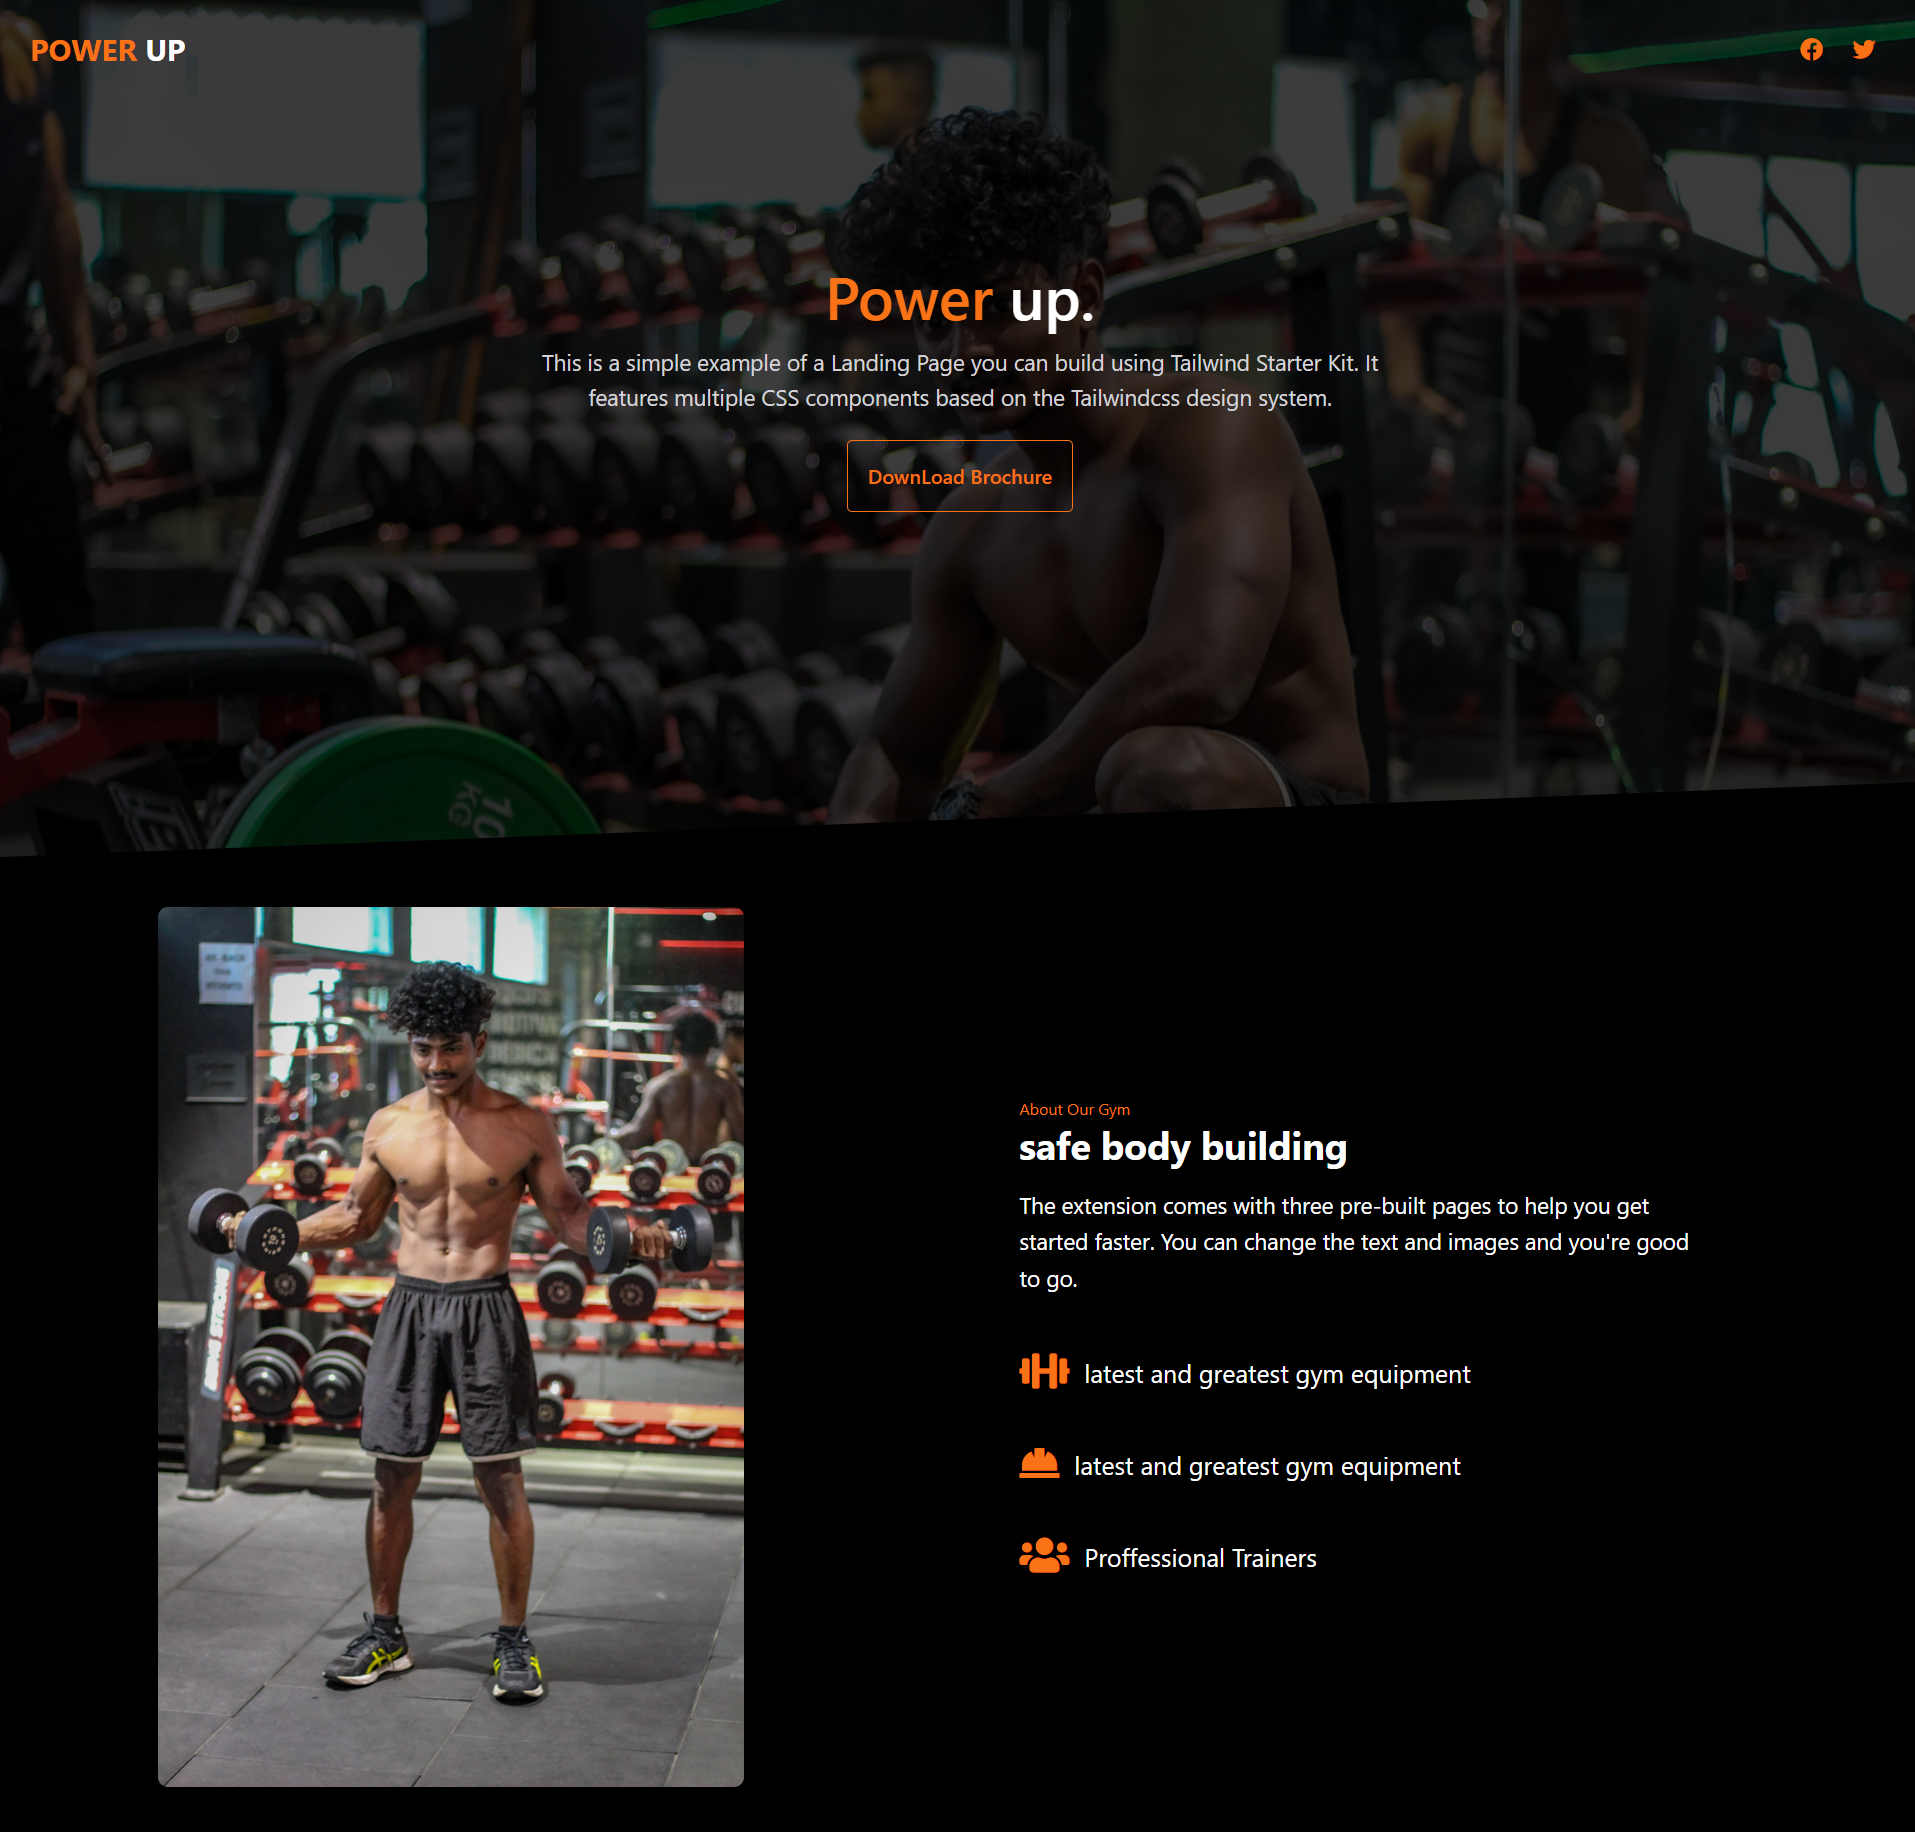 POWER UP
Power up.
This is a simple example of a Landing Page you can build using Tailwind Starter Kit. It
features multiple CSS components based on the Tailwindcss design system.
DownLoad Brochure
10
KG
About Our Gym
safe body building
The extension comes with three pre-built pages to help you get
started faster. You can change the text and images and you're good
to go.
latest and greatest gym equipment
latest and greatest gym equipment
Proffessional Trainers